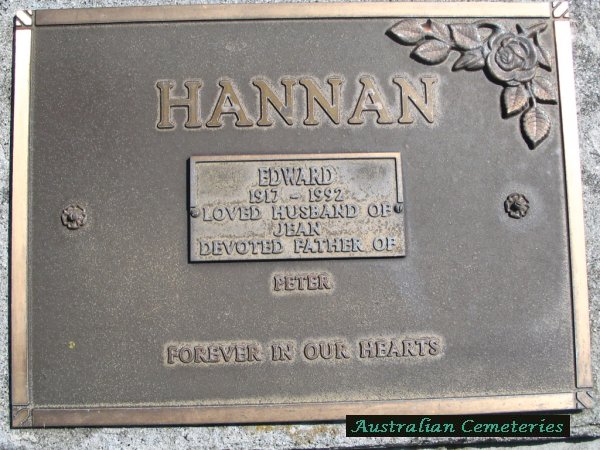 HANNAN
EDWARD
1917 - 1992
LOVED HUSBAND OF
JEAN
DEVOTED FATHER OF
PETER
FOREVER IN OUR HEARTS
Australian Cemeteries